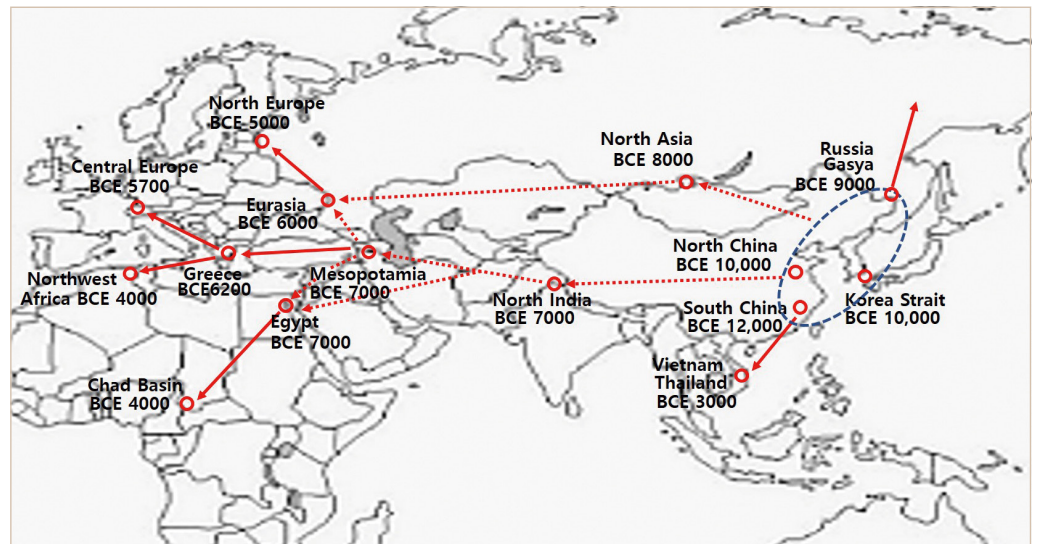 North Europe
BCE 5000
Central Europe
BCE 5700
Eurasia
BCE 6000
Northwest
Africa BCE 4000
Greece
BCE6200
Mesopotamia
BCE 7000
Egypt
BCE 7000
Chad Basin
BCE 4000
North Asia
BCE 8000
Russia
Gasya
BCE 9000
North China
BCE 10,000
North India
BCE 7000
South China
BCE 12,000
Korea Strait
BCE 10,000
Vietnam
Thailand
BCE 3000